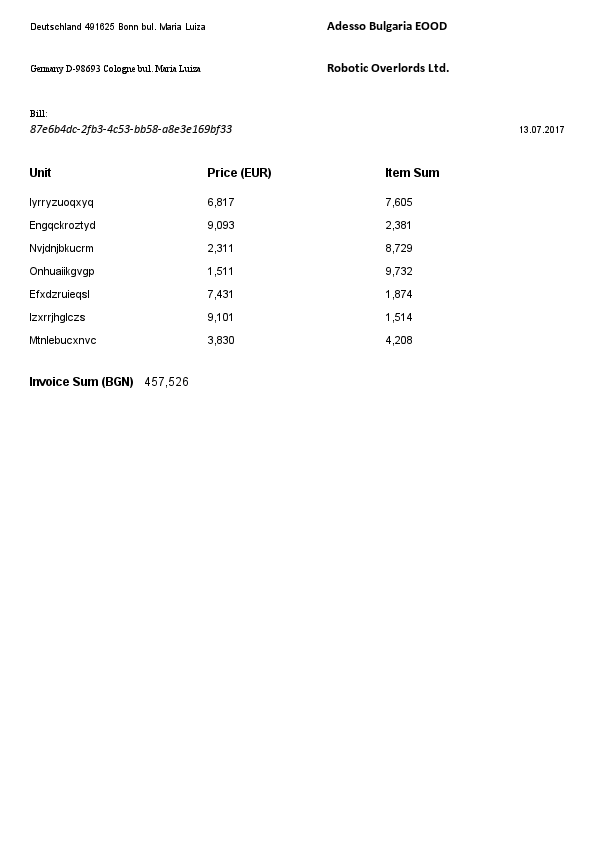 Deutschland 491625 Bonn bul. Maria Luiza Adesso Bulgaria EOOD
Germany D-98693 Cologne bul. Maria Luiza Robotic Overlords Ltd.
Bill:
87e6b4dc-2fb3-4c53-bb58-a8e3e169bf33 13.07.2017
Unit Price (EUR) Item Sum
Iyrryzuoqxyq 6,817 7,605
Engqckroztyd 9,093 2,381
Nvjdnjbkucrm 2,311 8,729
Onhuaiikgvgp 1,511 9,732
Efxdzruieqsl 7,431 1,874
Izxrrjhglczs 9,101 1,514
Mtnlebucxnvc 3,830 4,208
Invoice Sum (BGN) 457,526